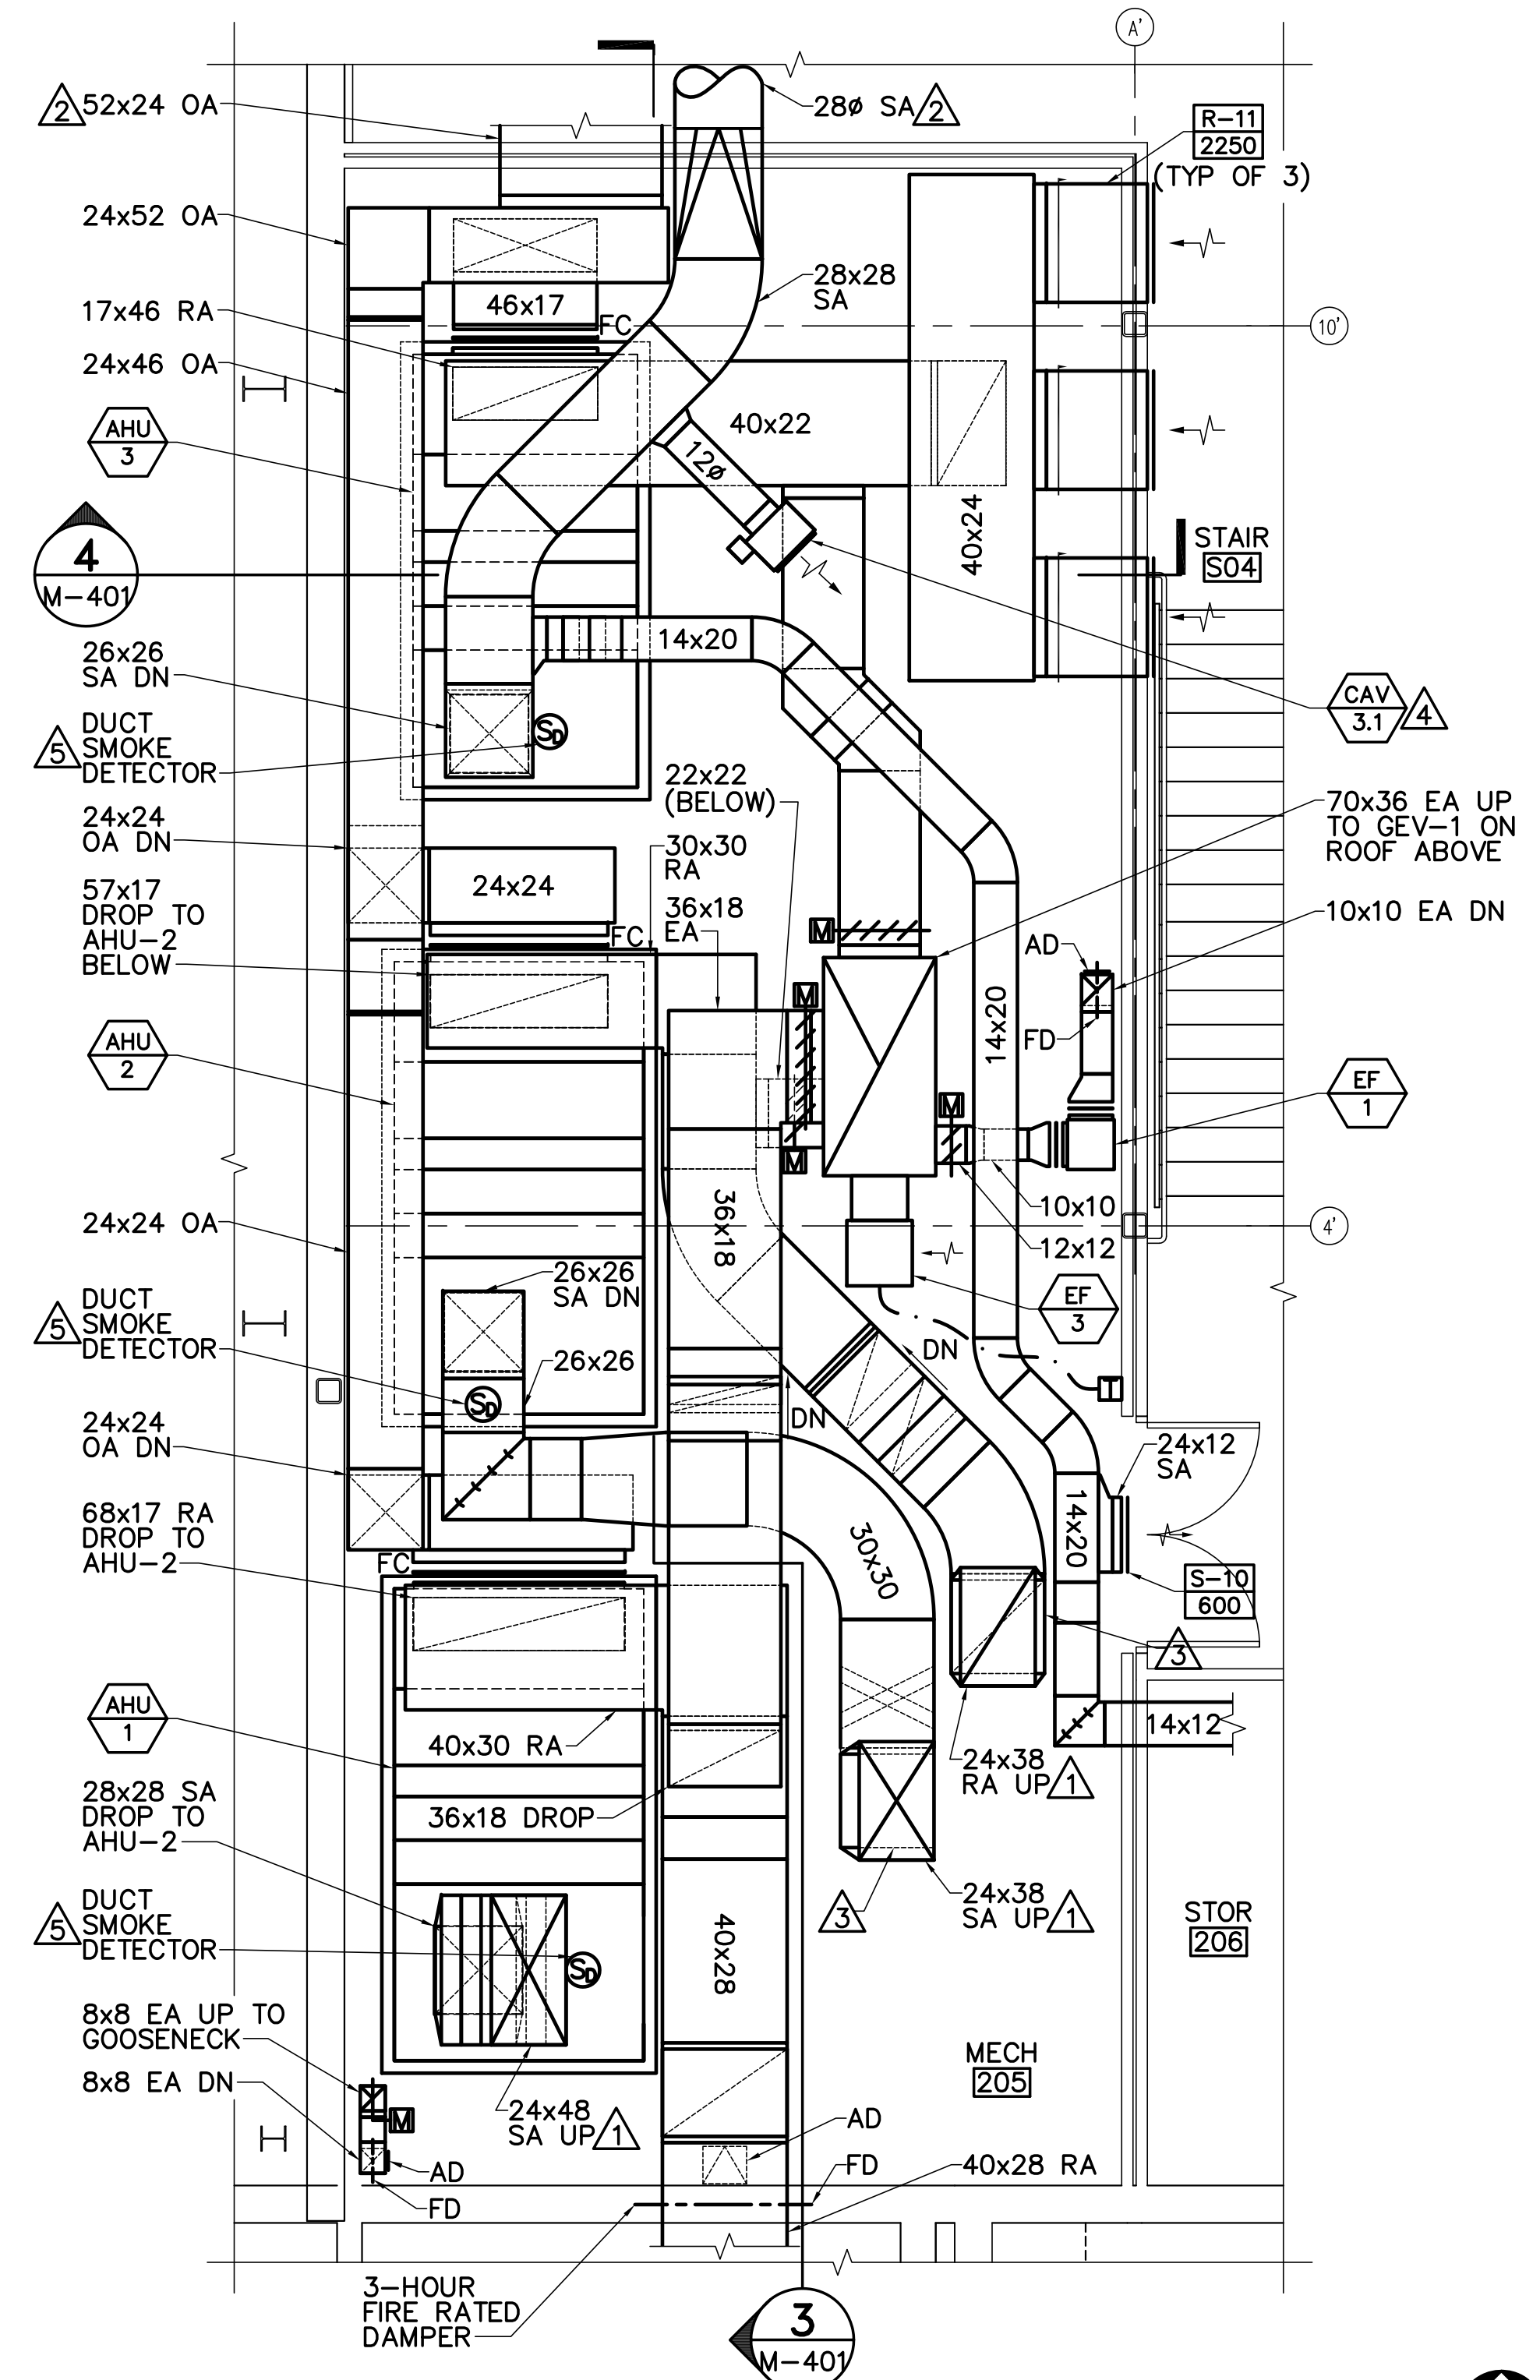 A'
2 52x24 OA
28ø SA 2
R-11
2250
(TYP OF 3)
24x52 OA
28x28
SA
17x46 RA
46x17
FC
10'
24x46 OA
AHU
3
40x22
12ø
40x24
4
M-401
STAIR
S04
14x20
26x26
SA DN
CAV
3.1
4
5
DUCT
SMOKE
DETECTOR
SD
22x22
(BELOW)
70x36 EA UP
TO GEV-1 ON
ROOF ABOVE
24x24
OA DN
30x30
RA
24x24
57x17
DROP TO
AHU-2
BELOW
36x18
EA
FC
M
10x10 EA DN
AD
M
14x20
FD
AHU
2
EF
1
M
M
36x18
10x10
24x24 OA
4'
12x12
26x26
SA DN
EF
3
5
DUCT
SMOKE
DETECTOR
DN
26x26
SD
T
DN
24x24
OA DN
24x12
SA
68x17 RA
DROP TO
AHU-2
FC
30x30
14x20
S-10
600
3
AHU
1
40x30 RA
14x12
24x38
RA UP 1
28x28 SA
DROP TO
AHU-2
36x18 DROP
5
DUCT
SMOKE
DETECTOR
SD
40x28
3
24x38
SA UP 1
STOR
206
8x8 EA UP TO
GOOSENECK
MECH
205
8x8 EA DN
M
24x48
SA UP 1
AD
AD
FD
40x28 RA
FD
3-HOUR
FIRE RATED
DAMPER
3
M-401